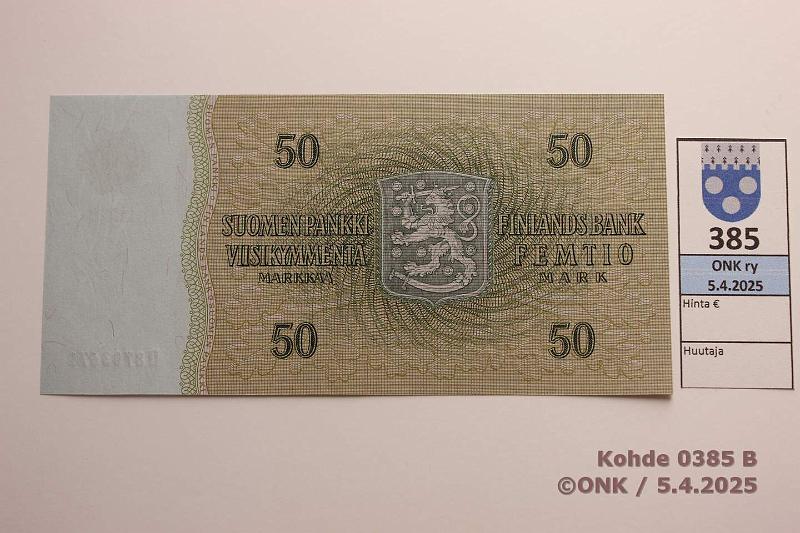 50 50
SUOMEN PANKKI
VIISIKYMMENTÄ
MARKKAA
FINLANDS BANK
FEMTIO
MARK
50 50
385
ONK ry
5.4.2025
Hinta €
Huutaja
Kohde 0385 B
©ONK / 5.4.2025